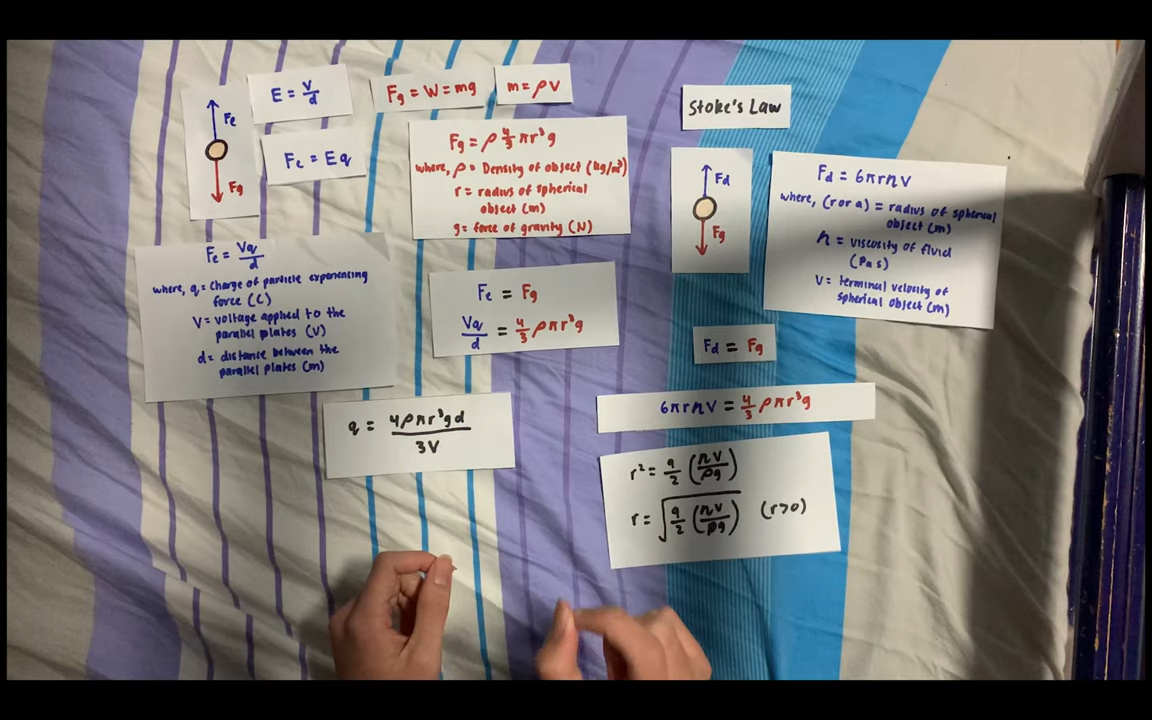 Fe
Fg
E = V/d
Fe = Eq
Fg = W = mg
m = ρV
Fg = ρ 4/3 πr³g
where, ρ = Density of object (kg/m³)
r = radius of spherical
object (m)
g = force of gravity (N)
Fe = Vq/d
where, q = Charge of particle experiencing
force (C)
V = voltage applied to the
parallel plates (V)
d = distance between the
parallel plates (m)
Fe = Fg
Vq/d = 4/3 ρπr³g
q = 4ρπr³gd/3V
Stoke's Law
Fd
Fg
Fd = 6πrηV
where, (r or a) = radius of spherical
object (m)
η = viscosity of fluid
(Pa s)
V = terminal velocity of
spherical object (m)
Fd = Fg
6πrηV = 4/3 ρπr³g
r² = 9/2 (ηV/ρg)
r = √(9/2 (ηV/ρg)) (r>0)